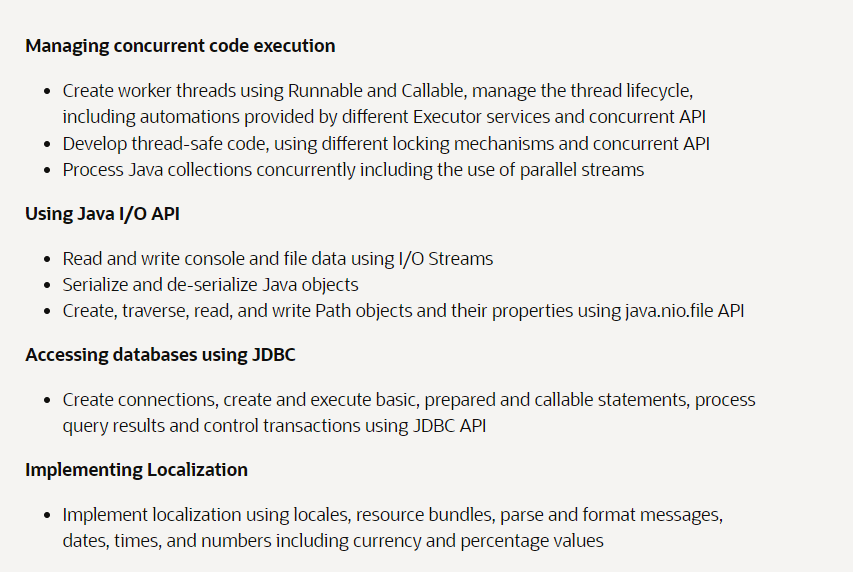 Managing concurrent code execution
• Create worker threads using Runnable and Callable, manage the thread lifecycle,
including automations provided by different Executor services and concurrent API
• Develop thread-safe code, using different locking mechanisms and concurrent API
• Process Java collections concurrently including the use of parallel streams
Using Java I/O API
• Read and write console and file data using I/O Streams
• Serialize and de-serialize Java objects
• Create, traverse, read, and write Path objects and their properties using java.nio.file API
Accessing databases using JDBC
• Create connections, create and execute basic, prepared and callable statements, process
query results and control transactions using JDBC API
Implementing Localization
• Implement localization using locales, resource bundles, parse and format messages,
dates, times, and numbers including currency and percentage values